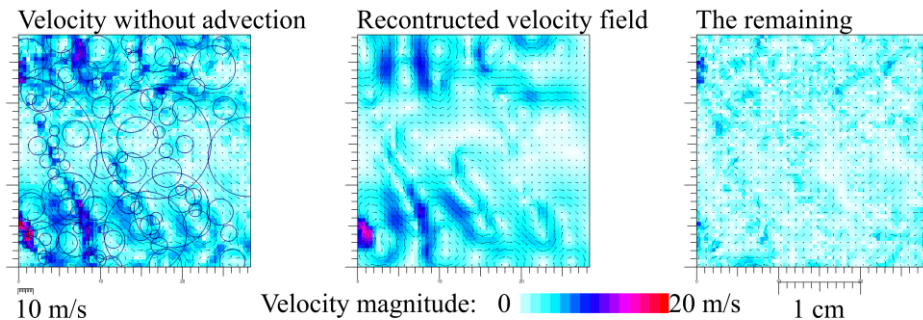 Velocity without advection
Recontructed velocity field
The remaining
10 m/s
Velocity magnitude: 0 20 m/s
1 cm